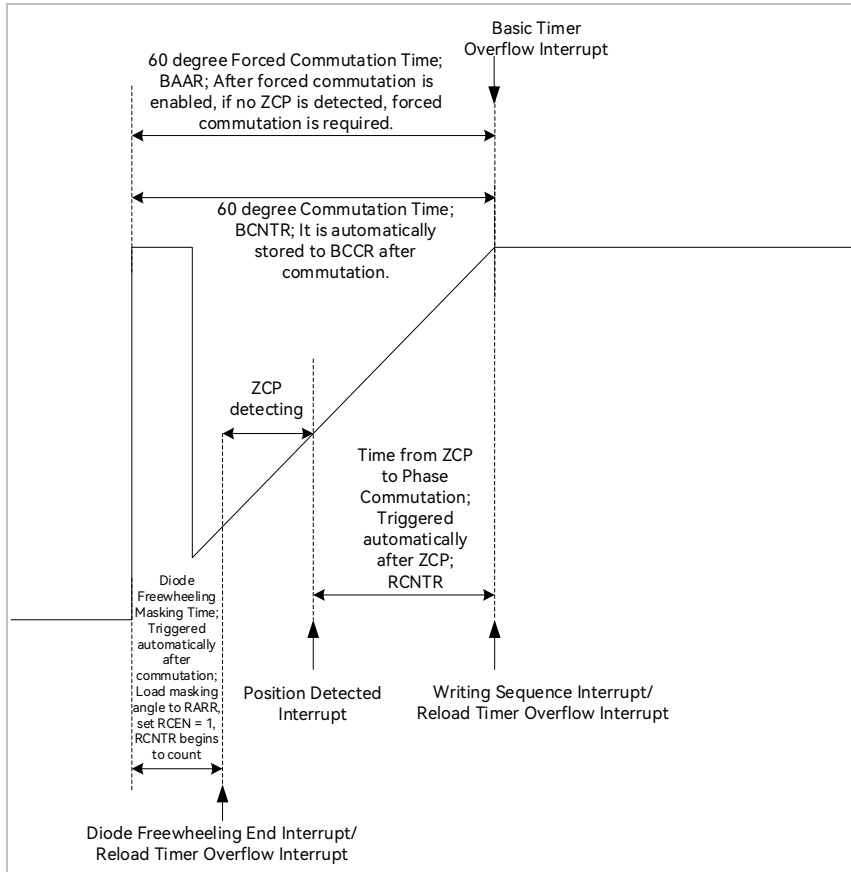 Basic Timer
Overflow Interrupt
60 degree Forced Commutation Time;
BAAR; After forced commutation is
enabled, if no ZCP is detected, forced
commutation is required.
60 degree Commutation Time;
BCNTR; It is automatically
stored to BCCR after
commutation.
ZCP
detecting
Time from ZCP
to Phase
Commutation;
Triggered
automatically
after ZCP;
RCNTR
Diode
Freewheeling
Masking Time;
Triggered
automatically
after
commutation;
Load masking
angle to RARR,
set RCEN = 1,
RCNTR begins
to count
Position Detected
Interrupt
Writing Sequence Interrupt/
Reload Timer Overflow Interrupt
Diode Freewheeling End Interrupt/
Reload Timer Overflow Interrupt